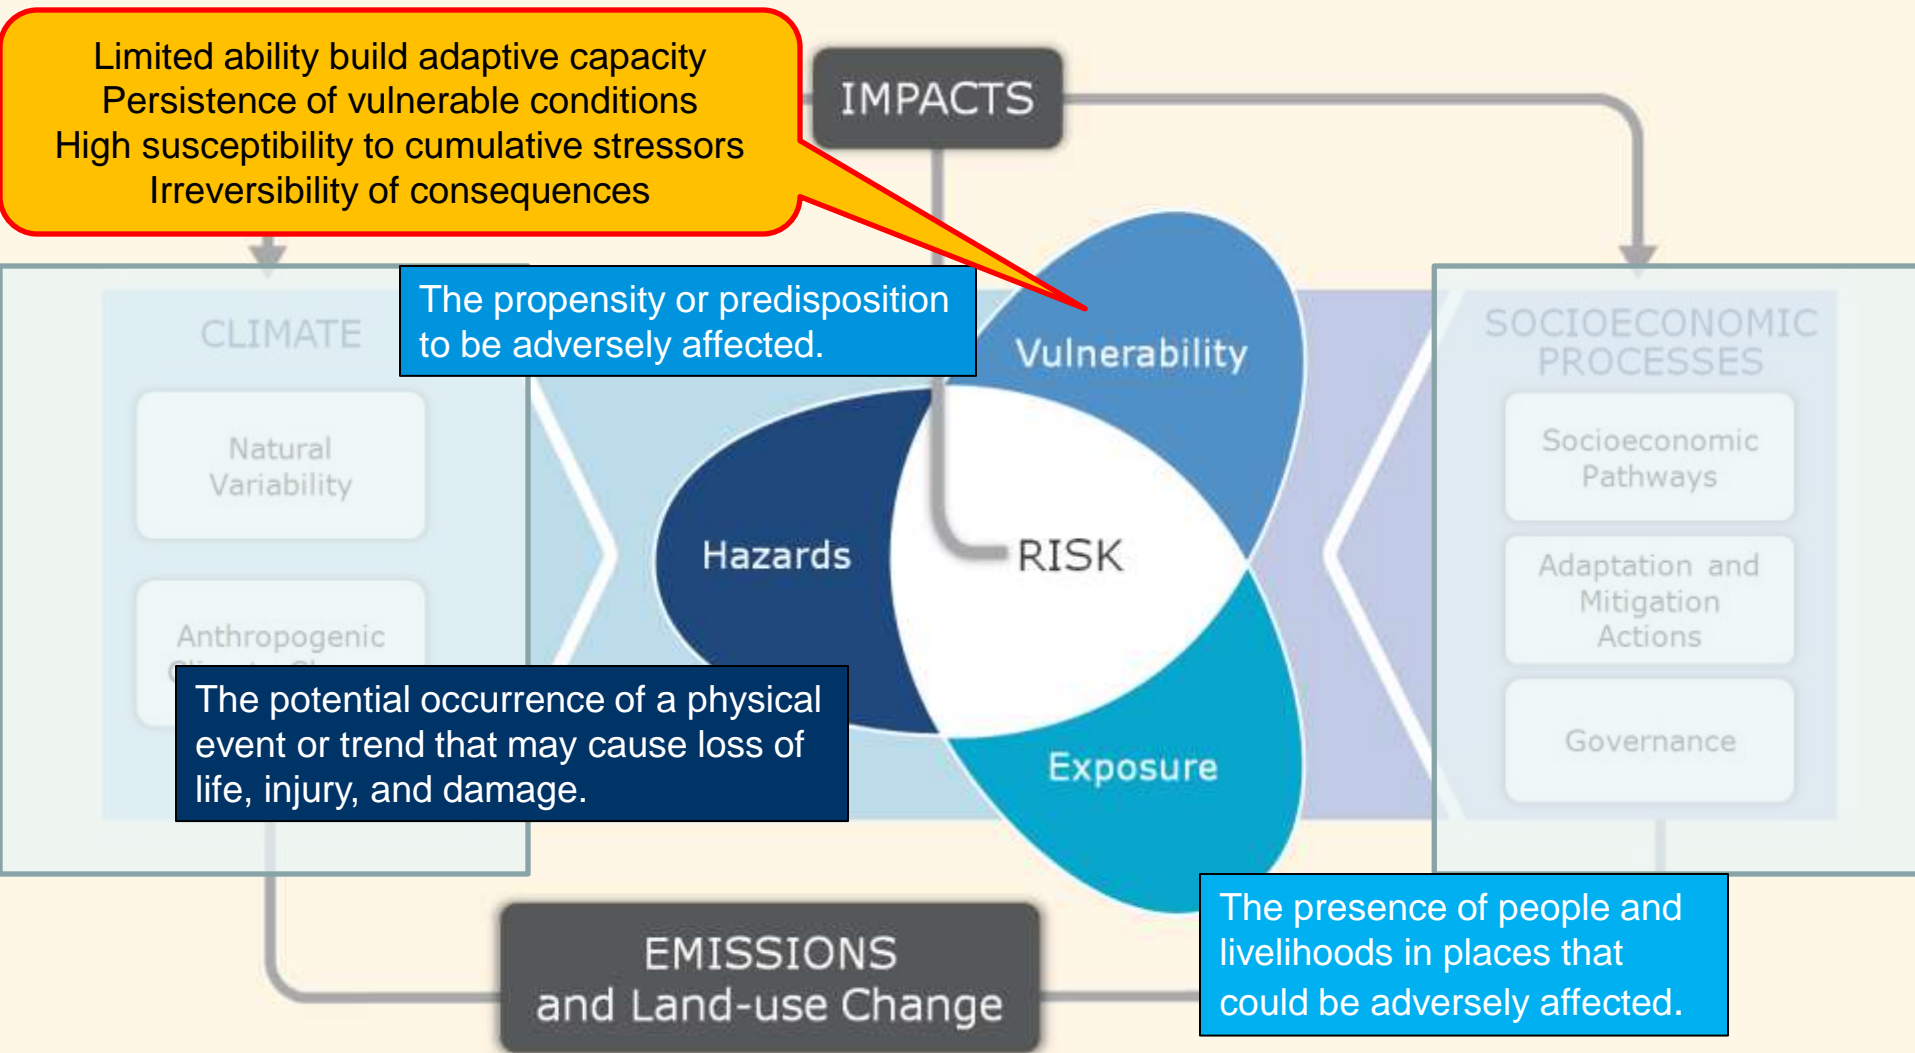 Limited ability build adaptive capacity
Persistence of vulnerable conditions
High susceptibility to cumulative stressors
Irreversibility of consequences
IMPACTS
The propensity or predisposition
to be adversely affected.
CLIMATE
Natural
Variability
Anthropogenic
The potential occurrence of a physical
event or trend that may cause loss of
life, injury, and damage.
Vulnerability
Hazards
RISK
Exposure
SOCIOECONOMIC
PROCESSES
Socioeconomic
Pathways
Adaptation and
Mitigation
Actions
Governance
The presence of people and
livelihoods in places that
could be adversely affected.
EMISSIONS
and Land-use Change